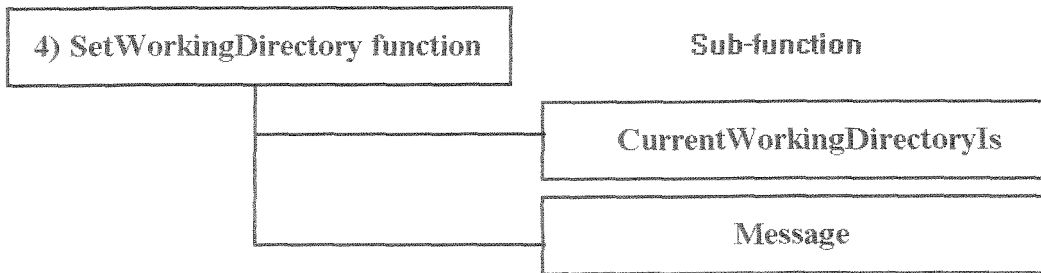 4) SetWorkingDirectory function
Sub-function
CurrentWorkingDirectoryIs
Message